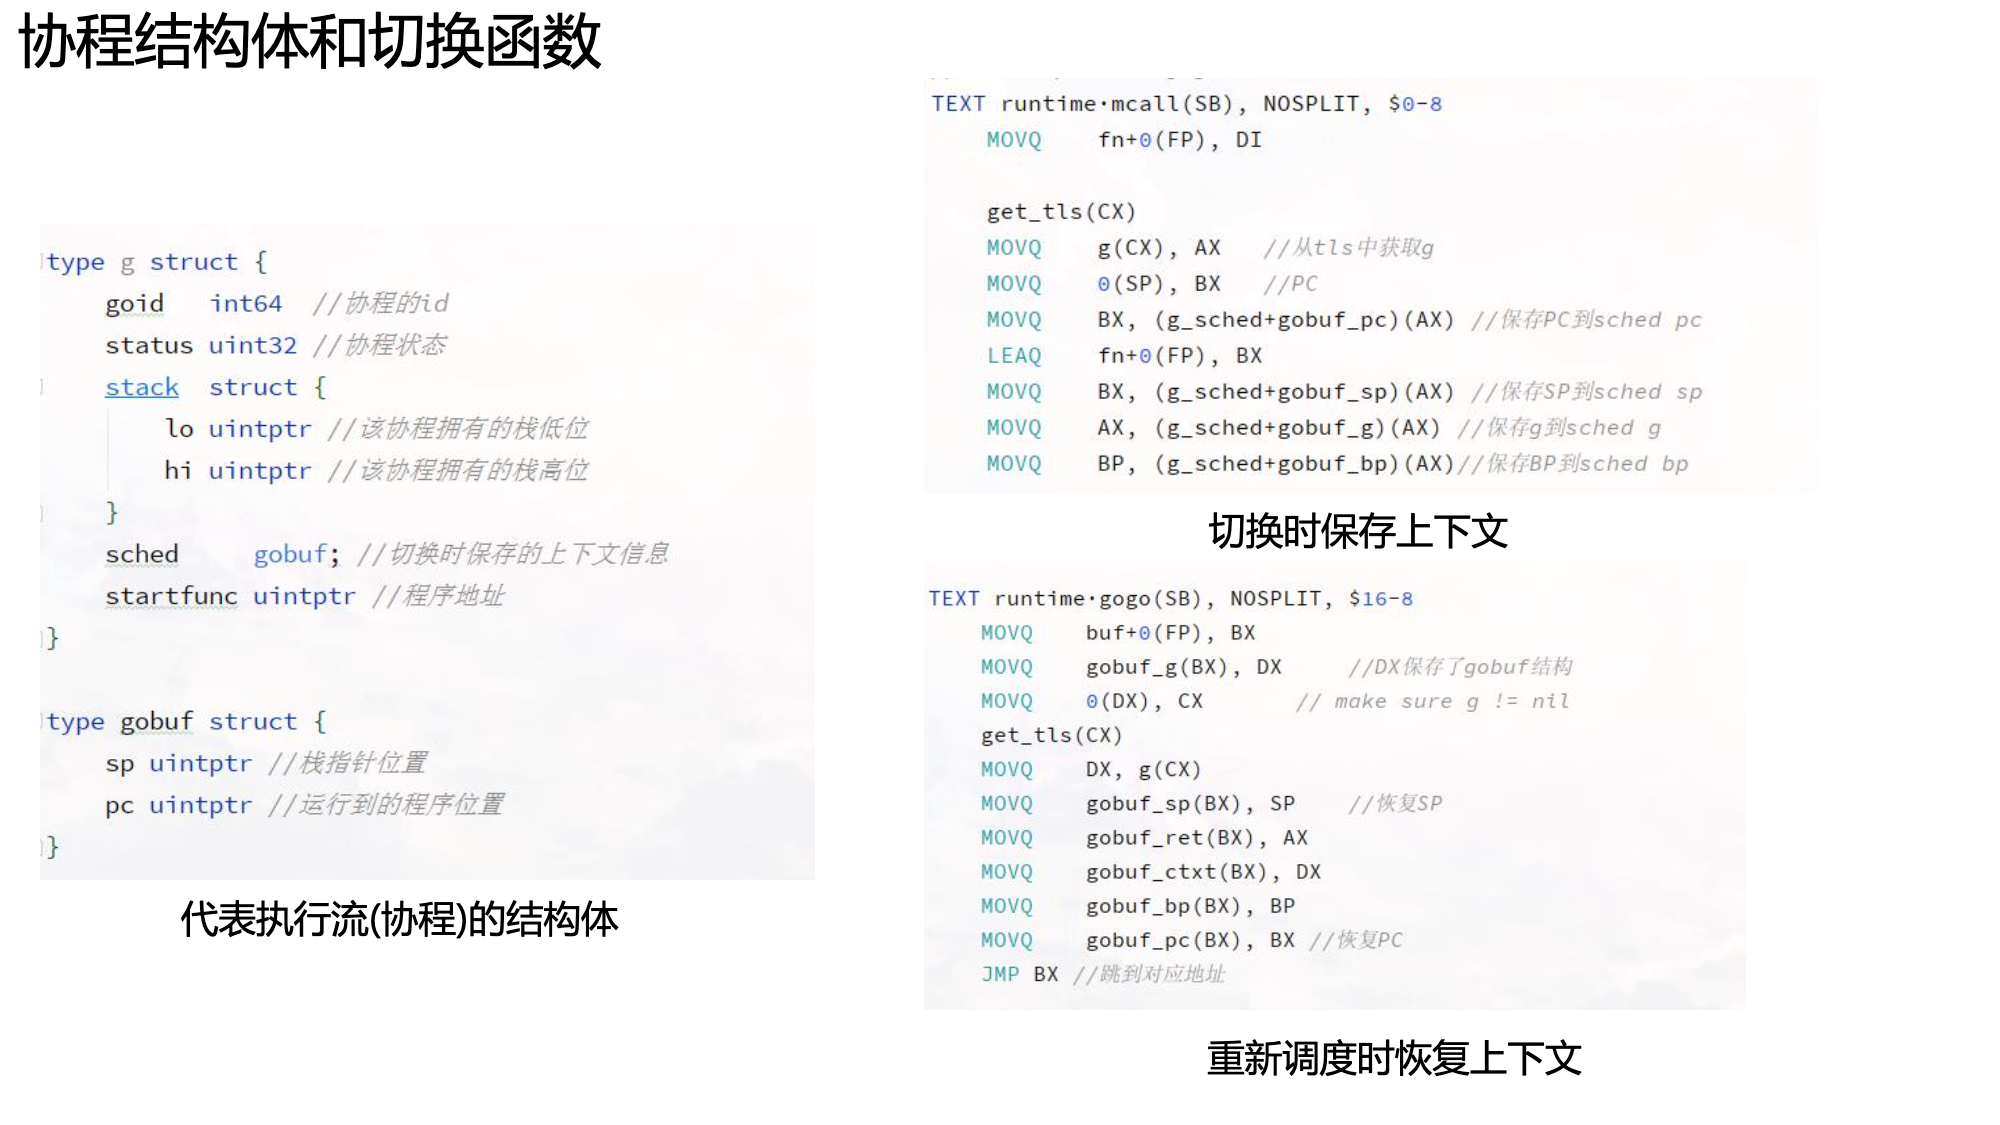 协程结构体和切换函数
type g struct {
goid int64 //协程的id
status uint32 //协程状态
stack struct {
lo uintptr //该协程拥有的栈低位
hi uintptr //该协程拥有的栈高位
}
sched gobuf; //切换时保存的上下文信息
startfunc uintptr //程序地址
}
type gobuf struct {
sp uintptr //栈指针位置
pc uintptr //运行到的程序位置
}
代表执行流(协程)的结构体
TEXT runtime·mcall(SB), NOSPLIT, $0-8
MOVQ fn+0(FP), DI
get_tls(CX)
MOVQ g(CX), AX //从tls中获取g
MOVQ 0(SP), BX //PC
MOVQ BX, (g_sched+gobuf_pc)(AX) //保存PC到sched pc
LEAQ fn+0(FP), BX
MOVQ BX, (g_sched+gobuf_sp)(AX) //保存SP到sched sp
MOVQ AX, (g_sched+gobuf_g)(AX) //保存g到sched g
MOVQ BP, (g_sched+gobuf_bp)(AX)//保存BP到sched bp
切换时保存上下文
TEXT runtime·gogo(SB), NOSPLIT, $16-8
MOVQ buf+0(FP), BX
MOVQ gobuf_g(BX), DX //DX保存了gobuf结构
MOVQ 0(DX), CX // make sure g != nil
get_tls(CX)
MOVQ DX, g(CX)
MOVQ gobuf_sp(BX), SP //恢复SP
MOVQ gobuf_ret(BX), AX
MOVQ gobuf_ctxt(BX), DX
MOVQ gobuf_bp(BX), BP
MOVQ gobuf_pc(BX), BX //恢复PC
JMP BX //跳到对应地址
重新调度时恢复上下文